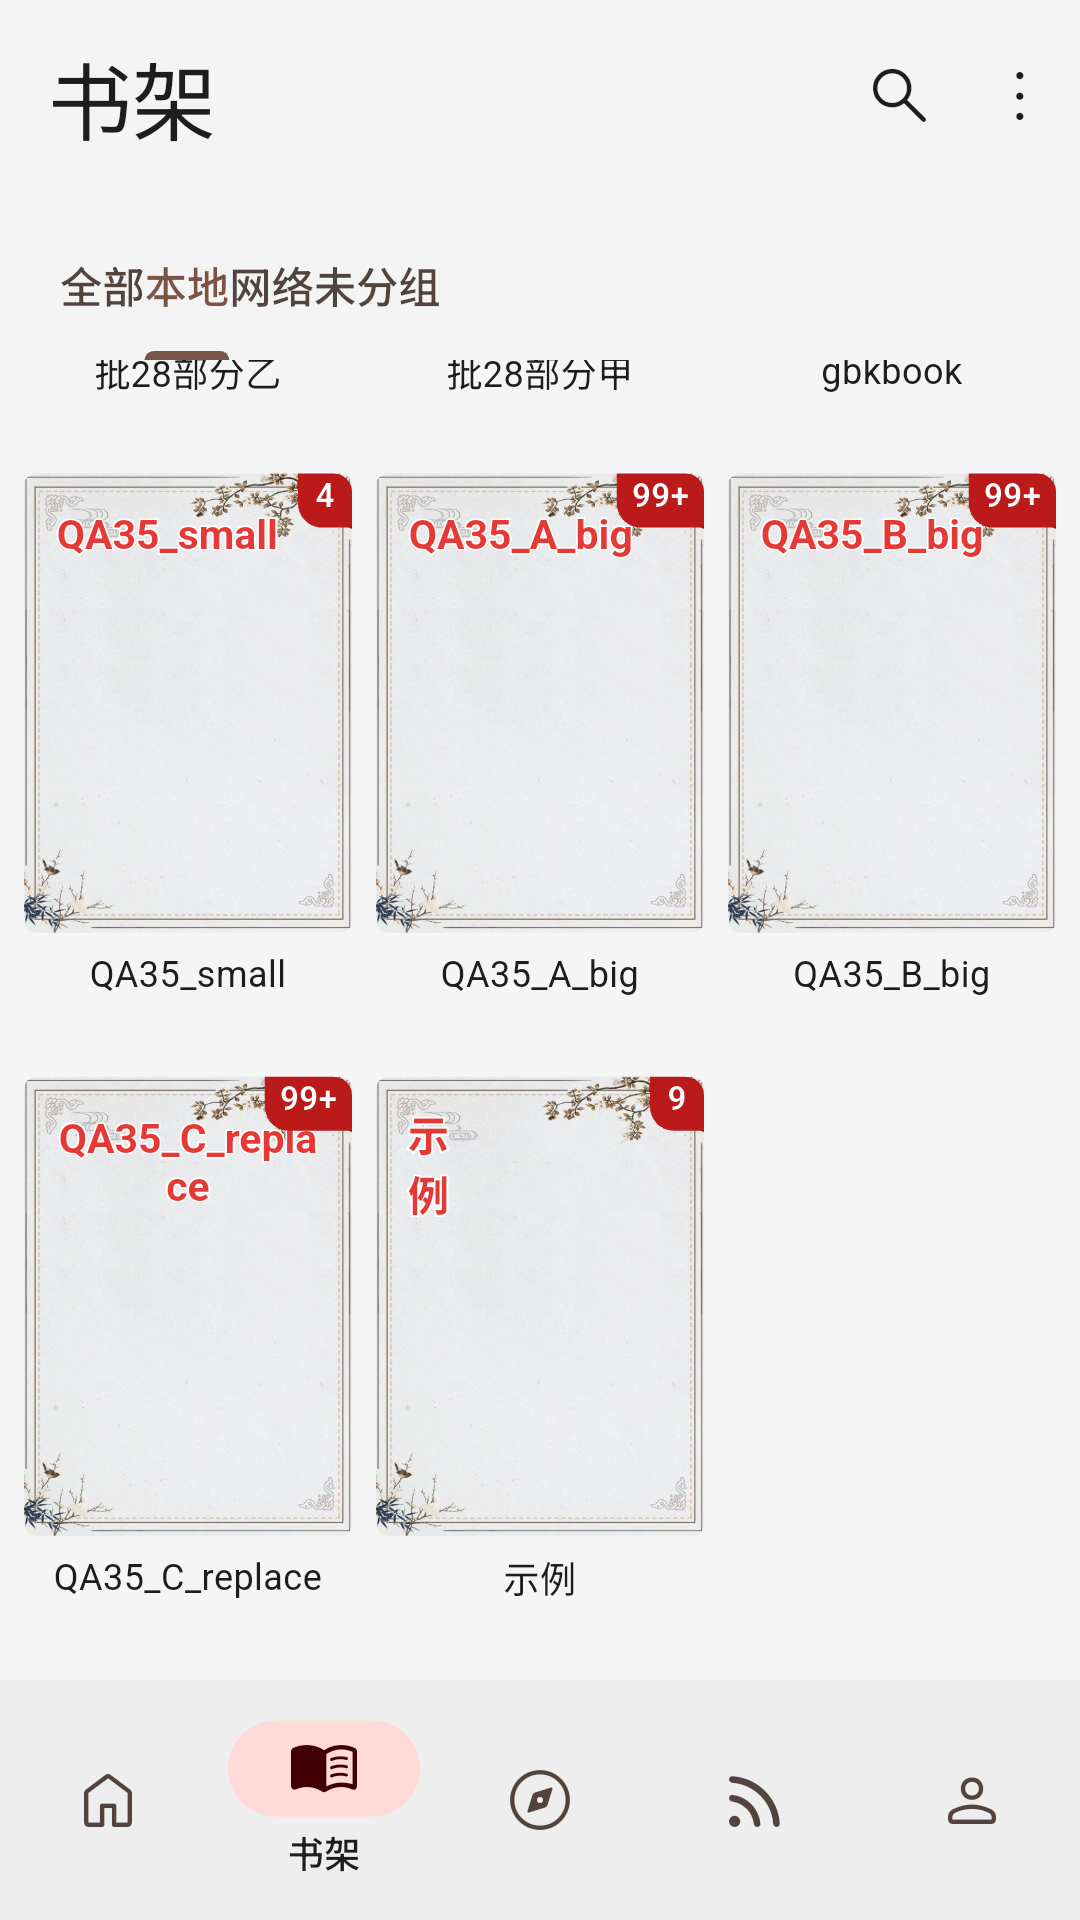 书架
全部 本地 网络 未分组
批28部分乙
批28部分甲
gbkbook
4
QA35_small
QA35_small
99+
QA35_A_big
QA35_A_big
99+
QA35_B_big
QA35_B_big
99+
QA35_C_repla
ce
QA35_C_replace
9
示
例
示例
书架